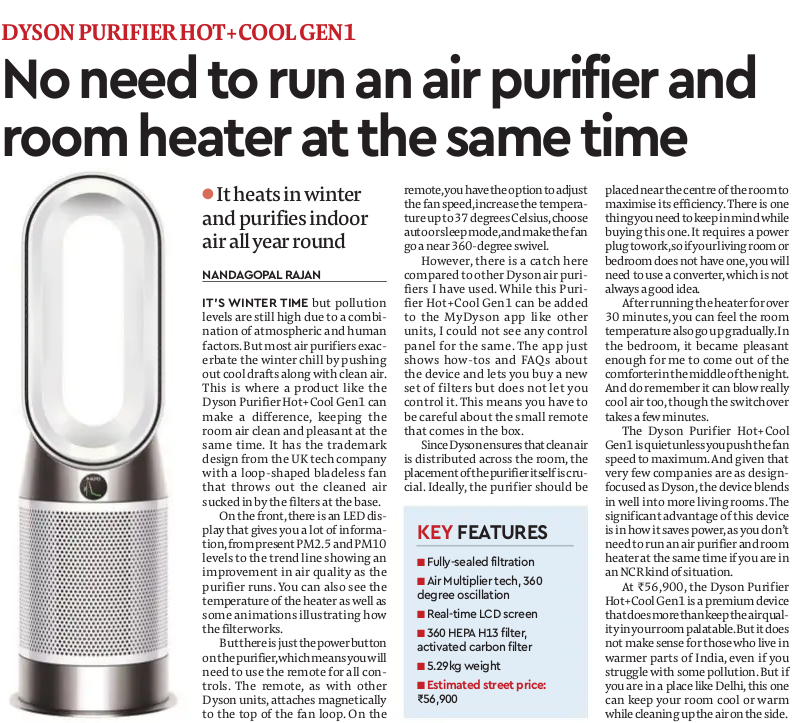 DYSON PURIFIER HOT+COOL GEN1
No need to run an air purifier and
room heater at the same time
● It heats in winter
and purifies indoor
air all year round
NANDAGOPAL RAJAN
IT'S WINTER TIME but pollution
levels are still high due to a combi-
nation of atmospheric and human
factors. But most air purifiers exac-
erbate the winter chill by pushing
out cool drafts along with clean air.
This is where a product like the
Dyson Purifier Hot+Cool Gen1 can
make a difference, keeping the
room air clean and pleasant at the
same time. It has the trademark
design from the UK tech company
with a loop-shaped bladeless fan
that throws out the cleaned air
sucked in by the filters at the base.
On the front, there is an LED dis-
play that gives you a lot of informa-
tion, from present PM2.5 and PM10
levels to the trend line showing an
improvement in air quality as the
purifier runs. You can also see the
temperature of the heater as well as
some animations illustrating how
the filterworks.
But there is just the power button
on the purifier, which means you will
need to use the remote for all con-
trols. The remote, as with other
Dyson units, attaches magnetically
to the top of the fan loop. On the
remote, you have the option to adjust
the fan speed, increase the tempera-
ture up to 37 degrees Celsius, choose
auto or sleep mode, and make the fan
go a near 360-degree swivel.
However, there is a catch here
compared to other Dyson air puri-
fiers I have used. While this Puri-
fier Hot+Cool Gen1 can be added
to the MyDyson app like other
units, I could not see any control
panel for the same. The app just
shows how-tos and FAQs about
the device and lets you buy a new
set of filters but does not let you
control it. This means you have to
be careful about the small remote
that comes in the box.
Since Dyson ensures that clean air
is distributed across the room, the
placement of the purifier itself is cru-
cial. Ideally, the purifier should be
KEY FEATURES
■ Fully-sealed filtration
■ Air Multiplier tech, 360
degree oscillation
■ Real-time LCD screen
■ 360 HEPA H13 filter,
activated carbon filter
■ 5.29kg weight
■ Estimated street price:
₹56,900
placed near the centre of the room to
maximise its efficiency. There is one
thing you need to keep in mind while
buying this one. It requires a power
plug to work, so if your living room or
bedroom does not have one, you will
need to use a converter, which is not
always a good idea.
After running the heater for over
30 minutes, you can feel the room
temperature also go up gradually. In
the bedroom, it became pleasant
enough for me to come out of the
comforter in the middle of the night.
And do remember it can blow really
cool air too, though the switchover
takes a few minutes.
The Dyson Purifier Hot+Cool
Gen1 is quiet unless you push the fan
speed to maximum. And given that
very few companies are as design-
focused as Dyson, the device blends
in well into more living rooms. The
significant advantage of this device
is in how it saves power, as you don't
need to run an air purifier and room
heater at the same time if you are in
an NCR kind of situation.
At ₹56,900, the Dyson Purifier
Hot+Cool Gen1 is a premium device
that does more than keep the air qual-
ity in your room palatable. But it does
not make sense for those who live in
warmer parts of India, even if you
struggle with some pollution. But if
you are in a place like Delhi, this one
can keep your room cool or warm
while cleaning up the air on the side.